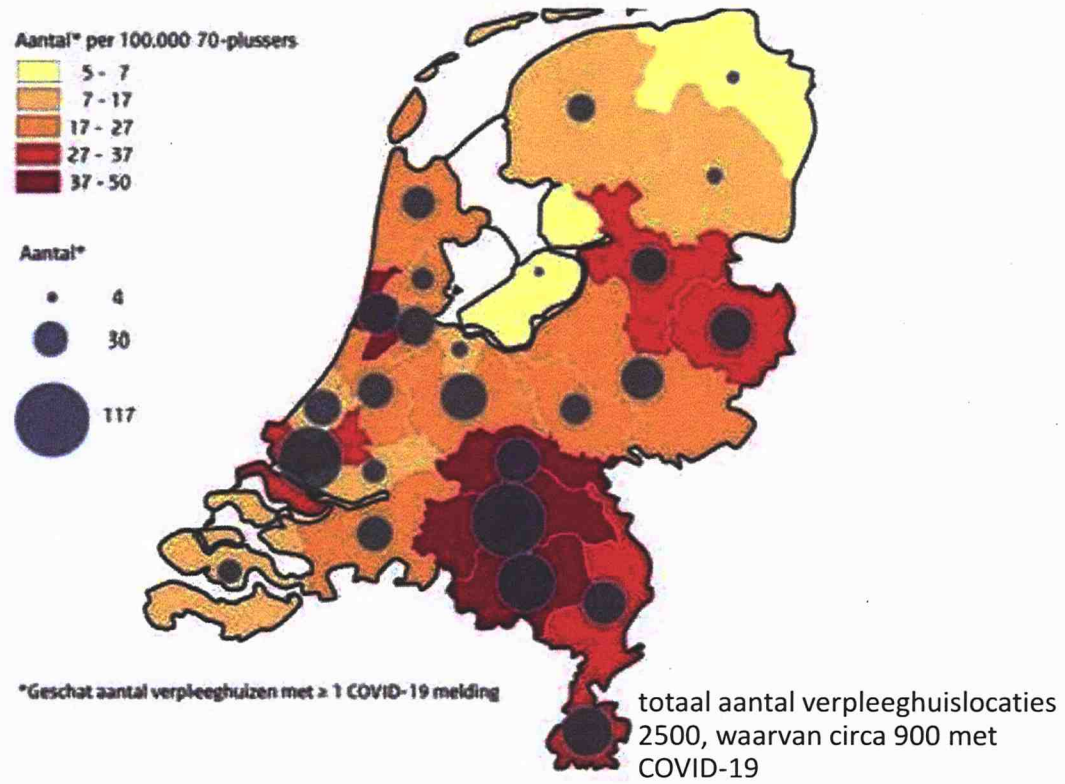 Aantal* per 100.000 70-plussers
5 - 7
7 - 17
17 - 27
27 - 37
37 - 50
Aantal*
4
30
117
*Geschat aantal verpleeghuizen met ≥ 1 COVID-19 melding
totaal aantal verpleeghuislocaties
2500, waarvan circa 900 met
COVID-19